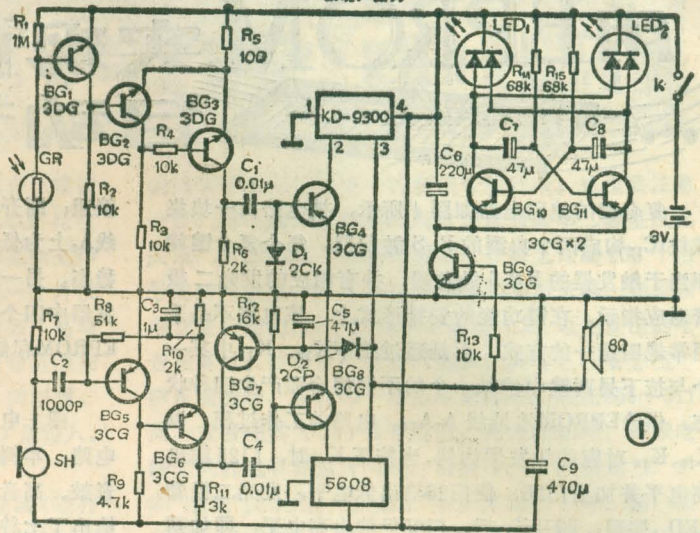 R₁
1M
BG₁
3DG
BG₂
3DG
R₄
10k
BG₃
3DG
R₅
100
GR
R₂
10k
R₃
10k
R₆
2k
C₁
0.01μ
D₁
2CK
BG₄
3CG
1
KD-9300
4
2
3
LED₁
LED₂
R₁₄
68k
R₁₅
68k
K
C₇
47μ
C₈
47μ
C₆
220μ
BG₁₀
BG₁₁
3CG×2
3V
BG₉
3CG
R₁₃
10k
8Ω
R₇
10k
R₈
51k
C₃
1μ
R₁₀
2k
R₁₂
16k
C₅
47μ
D₂
2CP
BG₇
3CG
BG₈
3CG
C₂
1000P
BG₅
3CG
BG₆
3CG
C₄
0.01μ
SH
R₉
4.7k
R₁₁
3k
5608
C₉
470μ
①